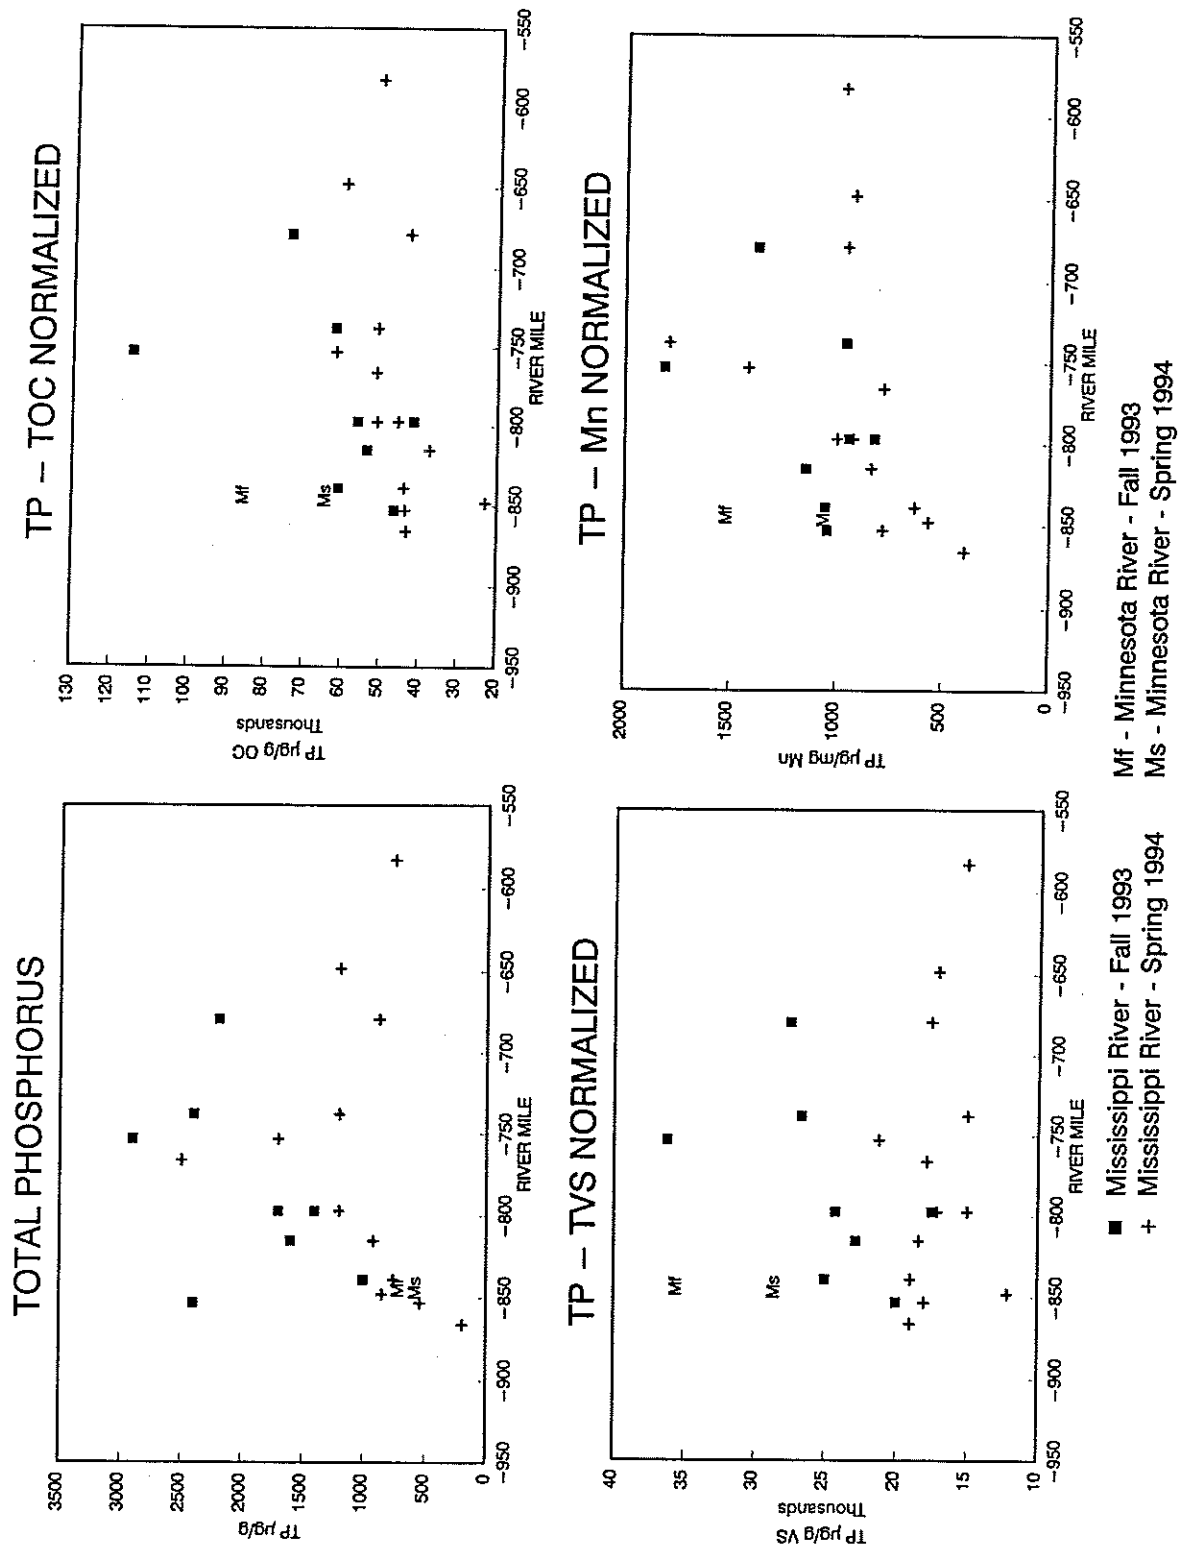 TOTAL PHOSPHORUS
3500
3000
2500
2000
1500
1000
500
0
TP µg/g
−950 −900 −850 −800 −750 −700 −650 −600 −550
RIVER MILE
Mf
Ms
TP − TOC NORMALIZED
130
110
100
90
80
70
60
50
40
30
20
TP µg/g OC
Thousands
−950 −900 −850 −800 −750 −700 −650 −600 −550
RIVER MILE
Mf
Ms
TP − TVS NORMALIZED
40
35
30
25
20
15
10
TP µg/g VS
Thousands
−950 −900 −850 −800 −750 −700 −650 −600 −550
RIVER MILE
Mf
Ms
TP − Mn NORMALIZED
2000
1500
1000
500
0
TP µg/mg Mn
−950 −900 −850 −800 −750 −700 −650 −600 −550
RIVER MILE
Mf
Ms
Mississippi River - Fall 1993
Mississippi River - Spring 1994
Mf - Minnesota River - Fall 1993
Ms - Minnesota River - Spring 1994